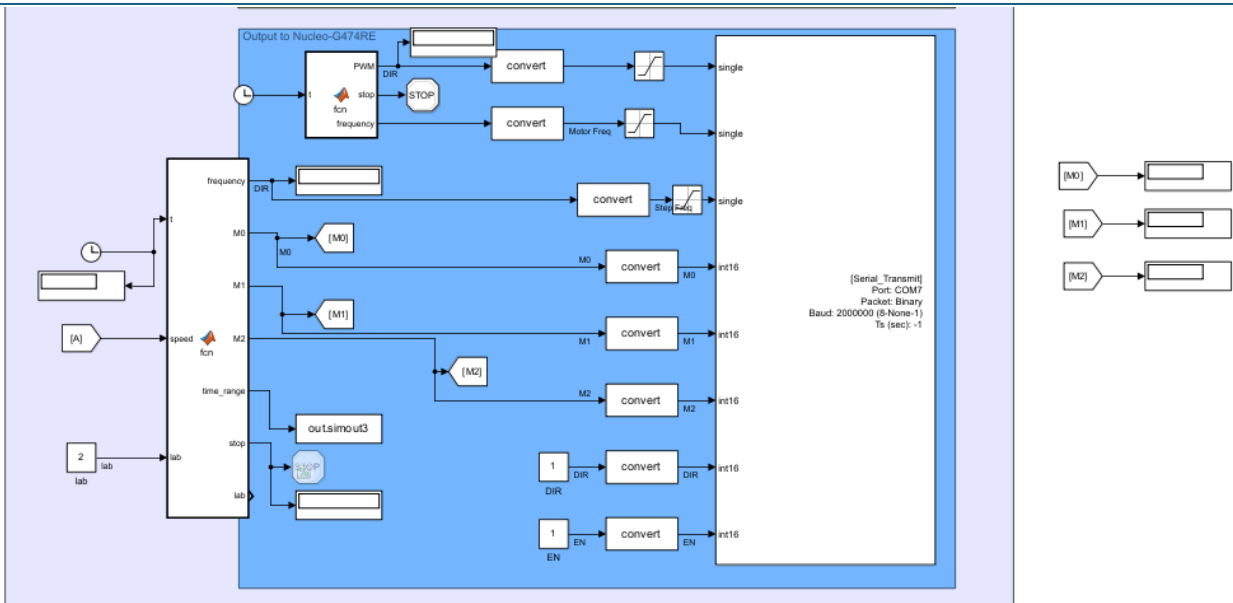 Output to Nucleo-G474RE
PWM
DIR
convert
single
t
fcn
stop
STOP
frequency
convert
Motor Freq
single
frequency
DIR
convert
Step Freq
single
t
M0
M0
[M0]
M0
convert
M0
int16
[M0]
M1
[M1]
[M1]
convert
M1
M1
int16
[Serial_Transmit]
Port: COM7
Packet: Binary
Baud: 2000000 (8-None-1)
Ts (sec): -1
[A]
speed
fcn
M2
[M2]
[M2]
M2
convert
M2
int16
time_range
out.simout3
stop
STOP
2
lab
lab
lab
lab
1
DIR
DIR
convert
DIR
int16
1
EN
EN
convert
EN
int16